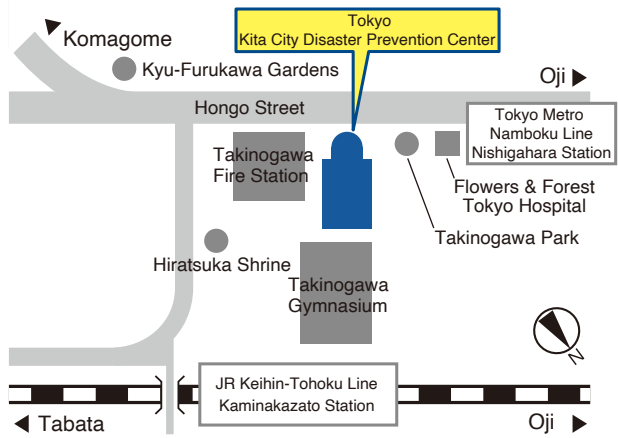 Tokyo
Kita City Disaster Prevention Center
Komagome
Kyu-Furukawa Gardens
Oji
Hongo Street
Tokyo Metro
Namboku Line
Nishigahara Station
Takinogawa
Fire Station
Flowers & Forest
Tokyo Hospital
Takinogawa Park
Hiratsuka Shrine
Takinogawa
Gymnasium
N
JR Keihin-Tohoku Line
Kaminakazato Station
Tabata
Oji